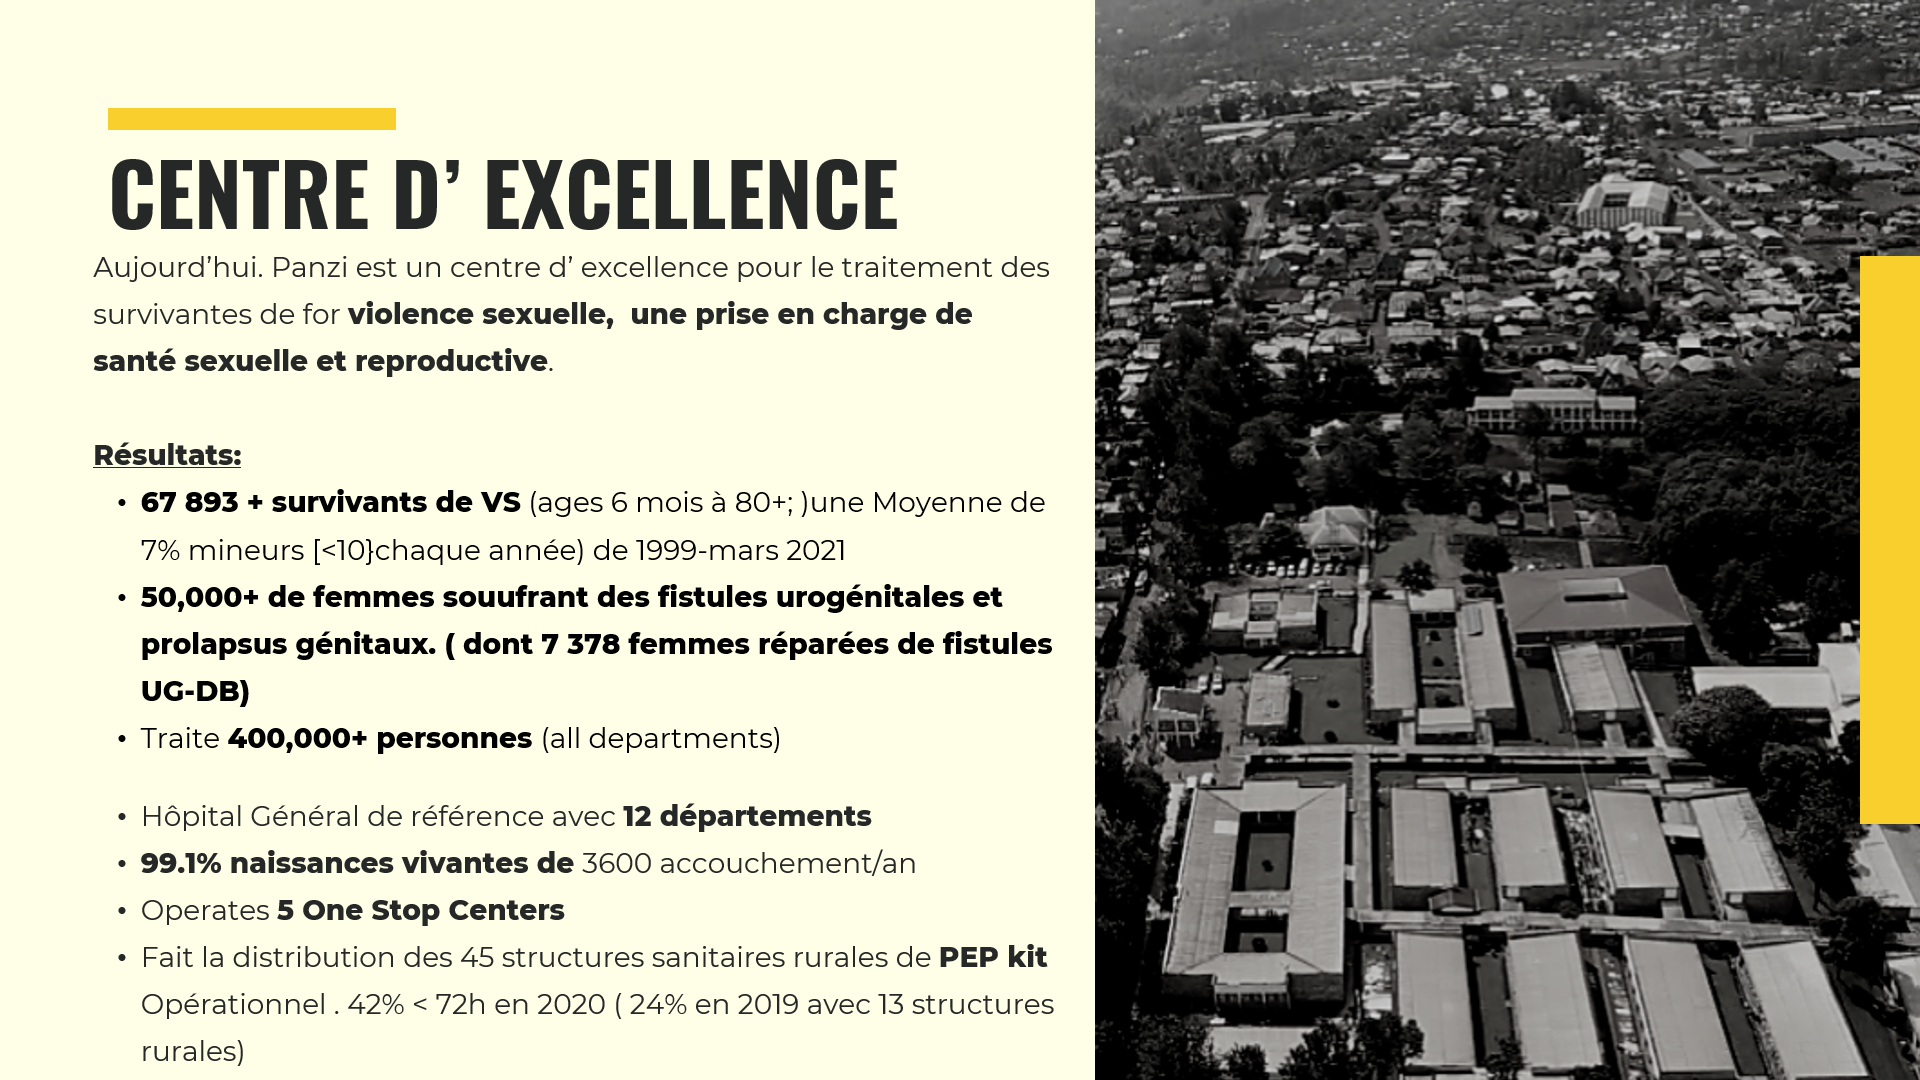 CENTRE D’ EXCELLENCE
Aujourd’hui. Panzi est un centre d’ excellence pour le traitement des
survivantes de for violence sexuelle,  une prise en charge de
santé sexuelle et reproductive.
Résultats:
• 67 893 + survivants de VS (ages 6 mois à 80+; )une Moyenne de
7% mineurs [<10}chaque année) de 1999-mars 2021
• 50,000+ de femmes souufrant des fistules urogénitales et
prolapsus génitaux. ( dont 7 378 femmes réparées de fistules
UG-DB)
• Traite 400,000+ personnes (all departments)
• Hôpital Général de référence avec 12 départements
• 99.1% naissances vivantes de 3600 accouchement/an
• Operates 5 One Stop Centers
• Fait la distribution des 45 structures sanitaires rurales de PEP kit
Opérationnel . 42% < 72h en 2020 ( 24% en 2019 avec 13 structures
rurales)